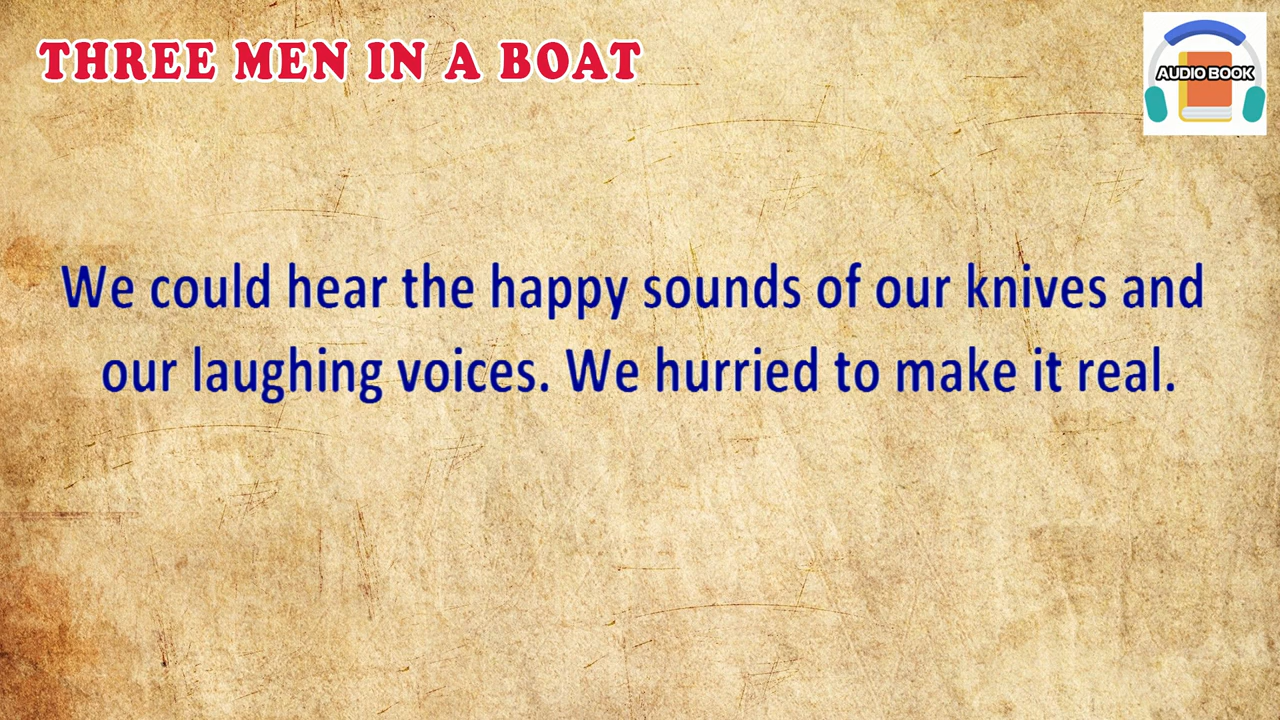 THREE MEN IN A BOAT
AUDIO BOOK
We could hear the happy sounds of our knives and
our laughing voices. We hurried to make it real.